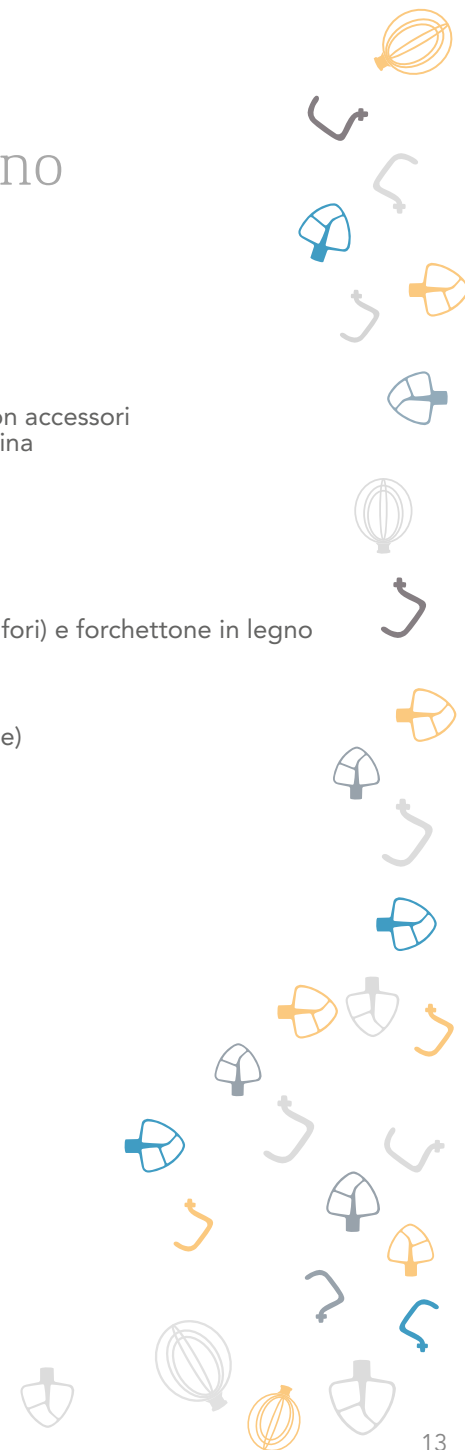 no
on accessori
ina
fori) e forchettone in legno
e)
13